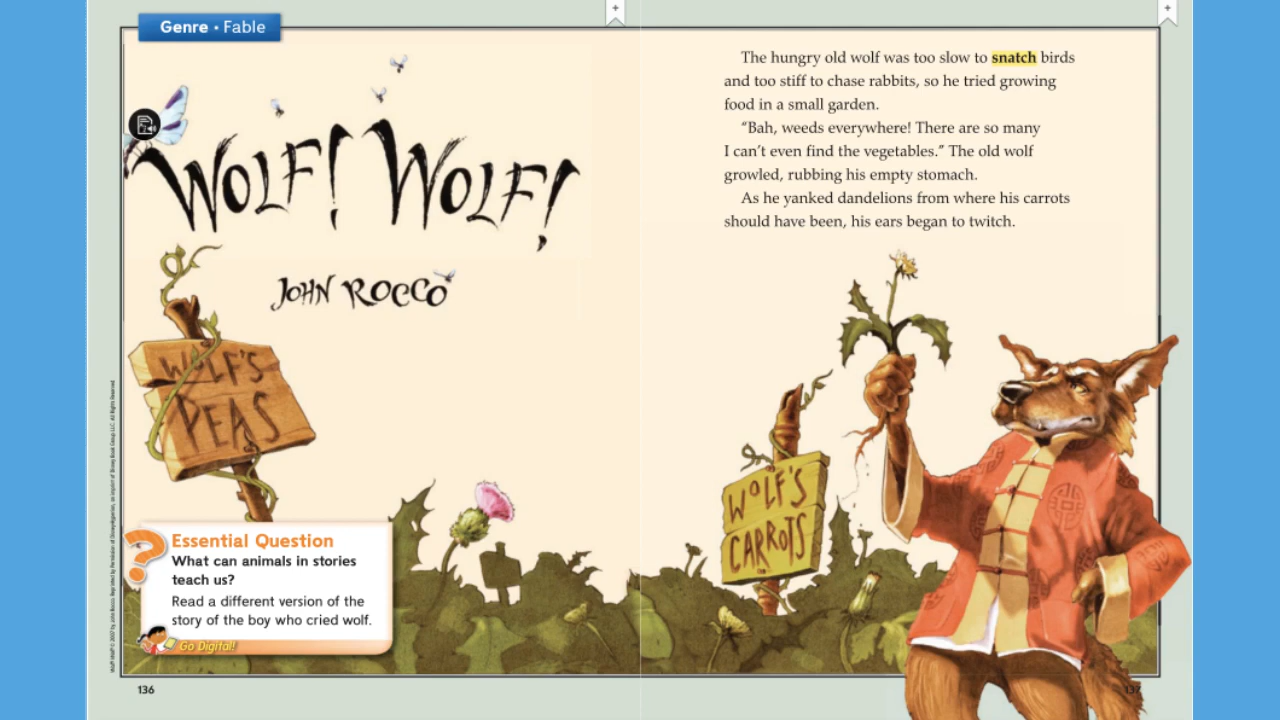 Genre • Fable
WOLF! WOLF!
JOHN ROCCO
WOLF'S
PEAS
Essential Question
What can animals in stories
teach us?
Read a different version of the
story of the boy who cried wolf.
Go Digital!
136
The hungry old wolf was too slow to snatch birds
and too stiff to chase rabbits, so he tried growing
food in a small garden.
“Bah, weeds everywhere! There are so many
I can’t even find the vegetables.” The old wolf
growled, rubbing his empty stomach.
As he yanked dandelions from where his carrots
should have been, his ears began to twitch.
WOLF'S
CARROTS
137